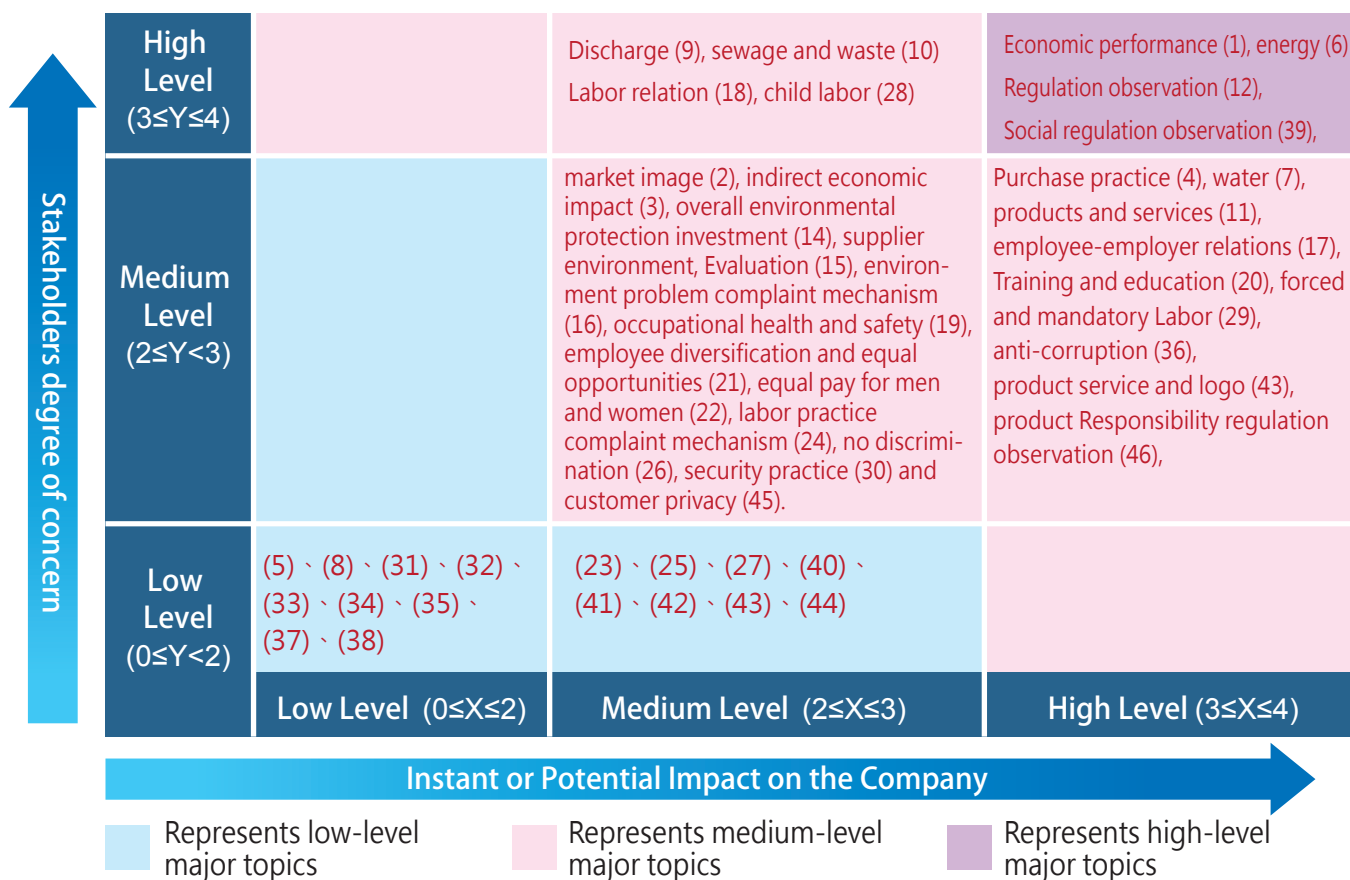 Stakeholders degree of concern
High
Level
(3≤Y≤4)
Discharge (9), sewage and waste (10)
Labor relation (18), child labor (28)
Economic performance (1), energy (6)
Regulation observation (12),
Social regulation observation (39),
Medium
Level
(2≤Y<3)
market image (2), indirect economic
impact (3), overall environmental
protection investment (14), supplier
environment, Evaluation (15), environ-
ment problem complaint mechanism
(16), occupational health and safety (19),
employee diversification and equal
opportunities (21), equal pay for men
and women (22), labor practice
complaint mechanism (24), no discrimi-
nation (26), security practice (30) and
customer privacy (45).
Purchase practice (4), water (7),
products and services (11),
employee-employer relations (17),
Training and education (20), forced
and mandatory Labor (29),
anti-corruption (36),
product service and logo (43),
product Responsibility regulation
observation (46),
Low
Level
(0≤Y<2)
(5)、(8)、(31)、(32)、
(33)、(34)、(35)、
(37)、(38)
(23)、(25)、(27)、(40)、
(41)、(42)、(43)、(44)
Low Level (0≤X≤2)
Medium Level (2≤X≤3)
High Level (3≤X≤4)
Instant or Potential Impact on the Company
Represents low-level
major topics
Represents medium-level
major topics
Represents high-level
major topics